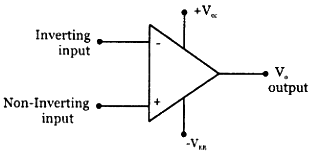 +Vcc
Inverting
input
-
Vo
output
Non-Inverting
input
+
-VEE